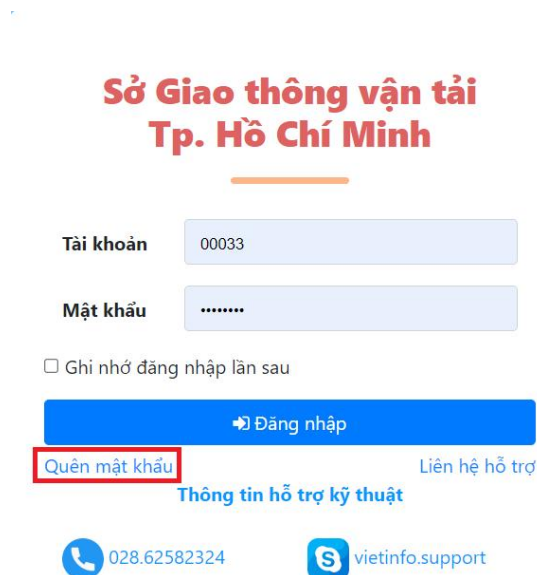 Sở Giao thông vận tải
Tp. Hồ Chí Minh
Tài khoản 00033
Mật khẩu ••••••••
Ghi nhớ đăng nhập lần sau
Đăng nhập
Quên mật khẩu Liên hệ hỗ trợ
Thông tin hỗ trợ kỹ thuật
028.62582324 vietinfo.support